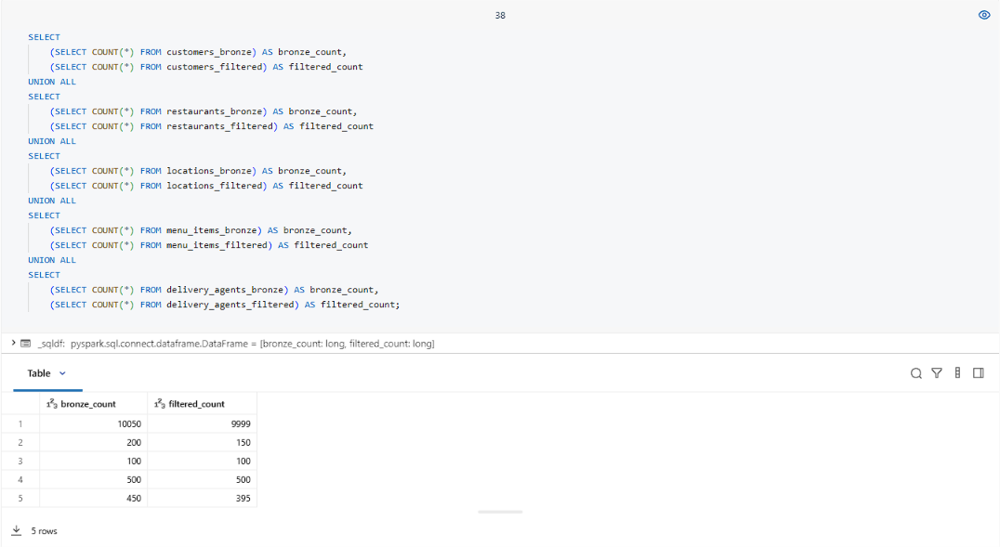 38
SELECT
(SELECT COUNT(*) FROM customers_bronze) AS bronze_count,
(SELECT COUNT(*) FROM customers_filtered) AS filtered_count
UNION ALL
SELECT
(SELECT COUNT(*) FROM restaurants_bronze) AS bronze_count,
(SELECT COUNT(*) FROM restaurants_filtered) AS filtered_count
UNION ALL
SELECT
(SELECT COUNT(*) FROM locations_bronze) AS bronze_count,
(SELECT COUNT(*) FROM locations_filtered) AS filtered_count
UNION ALL
SELECT
(SELECT COUNT(*) FROM menu_items_bronze) AS bronze_count,
(SELECT COUNT(*) FROM menu_items_filtered) AS filtered_count
UNION ALL
SELECT
(SELECT COUNT(*) FROM delivery_agents_bronze) AS bronze_count,
(SELECT COUNT(*) FROM delivery_agents_filtered) AS filtered_count;
_sqldf: pyspark.sql.connect.dataframe.DataFrame = [bronze_count: long, filtered_count: long]
Table
123 bronze_count 123 filtered_count
1 10050 9999
2 200 150
3 100 100
4 500 500
5 450 395
5 rows